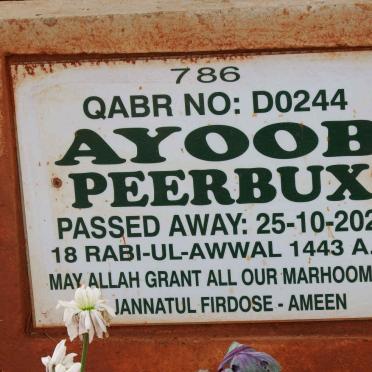 786
QABR NO: D0244
AYOOB
PEERBUX
PASSED AWAY: 25-10-202
18 RABI-UL-AWWAL 1443 A.
MAY ALLAH GRANT ALL OUR MARHOOM
JANNATUL FIRDOSE - AMEEN